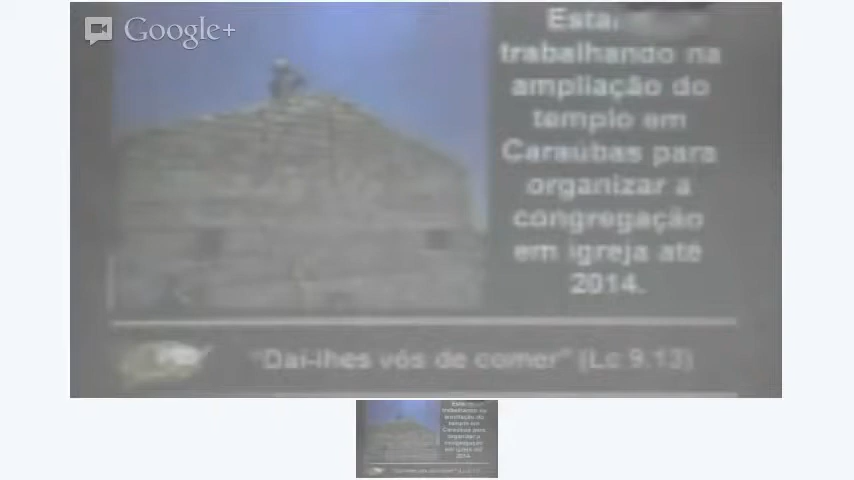 Google+
trabalhando na
ampliação do
templo em
Caraúbas para
organizar a
congregação
em igreja até
2014.
"Dai-lhes vós de comer" (Lc 9.13)